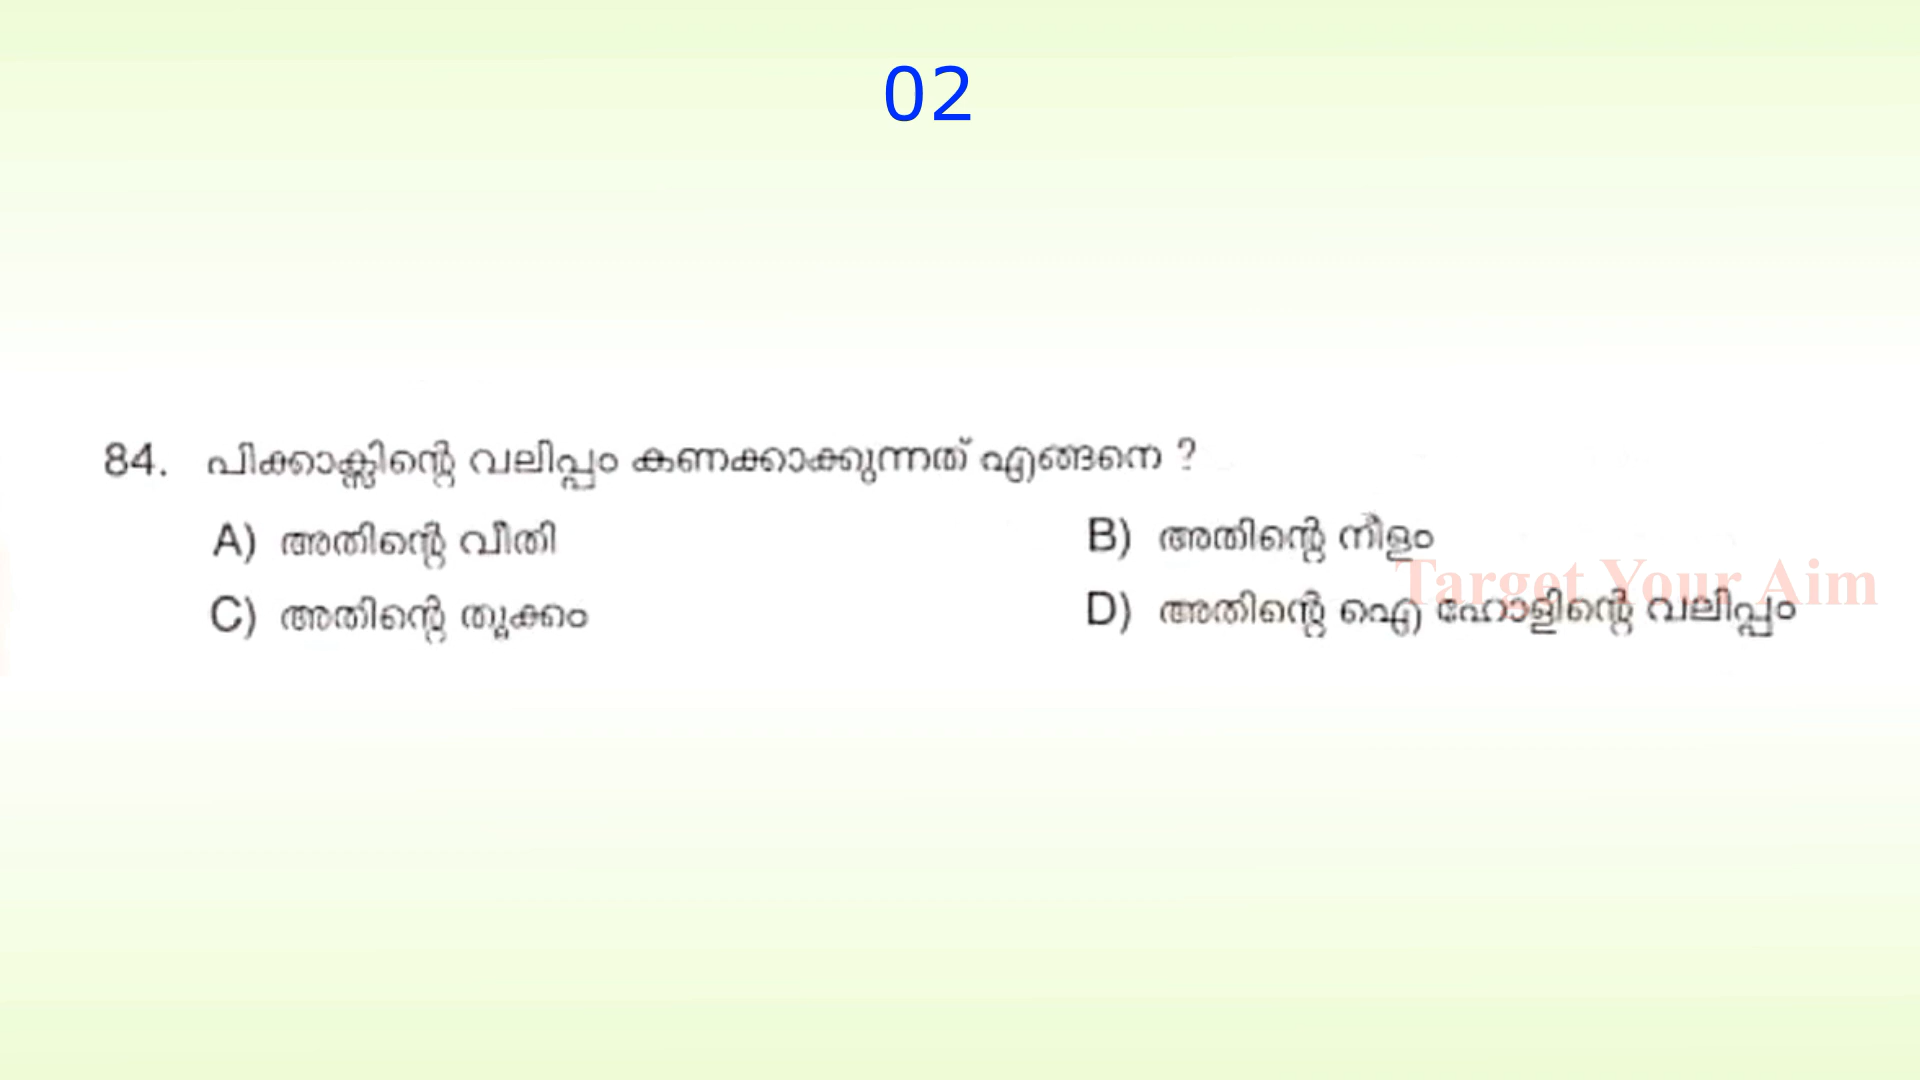 02
84. പിക്കാക്സിന്റെ വലിപ്പം കണക്കാക്കുന്നത് എങ്ങനെ ?
A) അതിന്റെ വീതി B) അതിന്റെ നീളം
Target Your Aim
C) അതിന്റെ തൂക്കം D) അതിന്റെ ഐ ഹോളിന്റെ വലിപ്പം